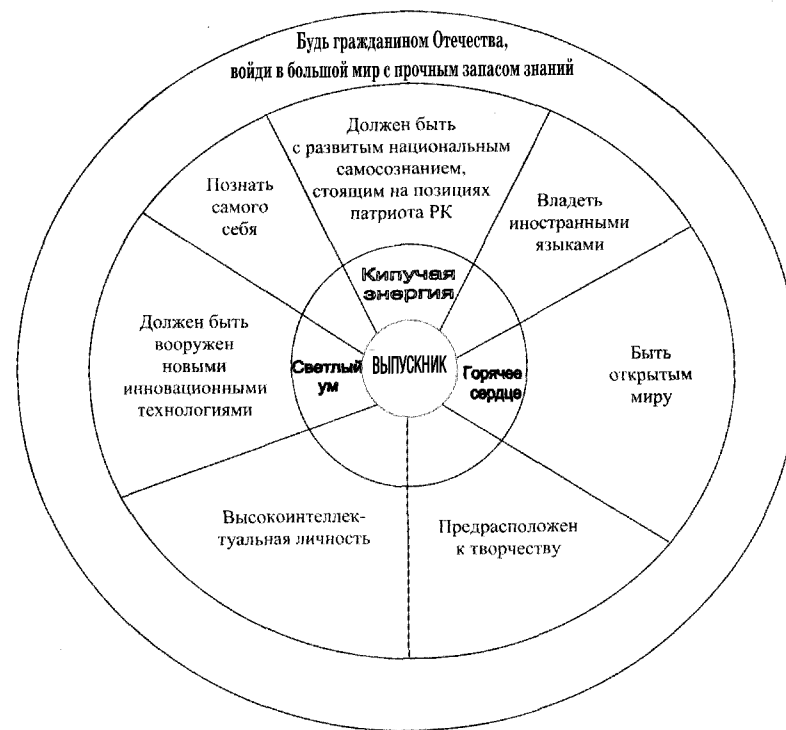 Будь гражданином Отечества,
войди в большой мир с прочным запасом знаний
Должен быть
с развитым национальным
самосознанием,
стоящим на позициях
патриота РК
Познать
самого
себя
Владеть
иностранными
языками
Кипучая
энергия
Должен быть
вооружен
новыми
инновационными
технологиями
Светлый
ум
ВЫПУСКНИК
Горячее
сердце
Быть
открытым
миру
Высокоинтеллек-
туальная личность
Предрасположен
к творчеству